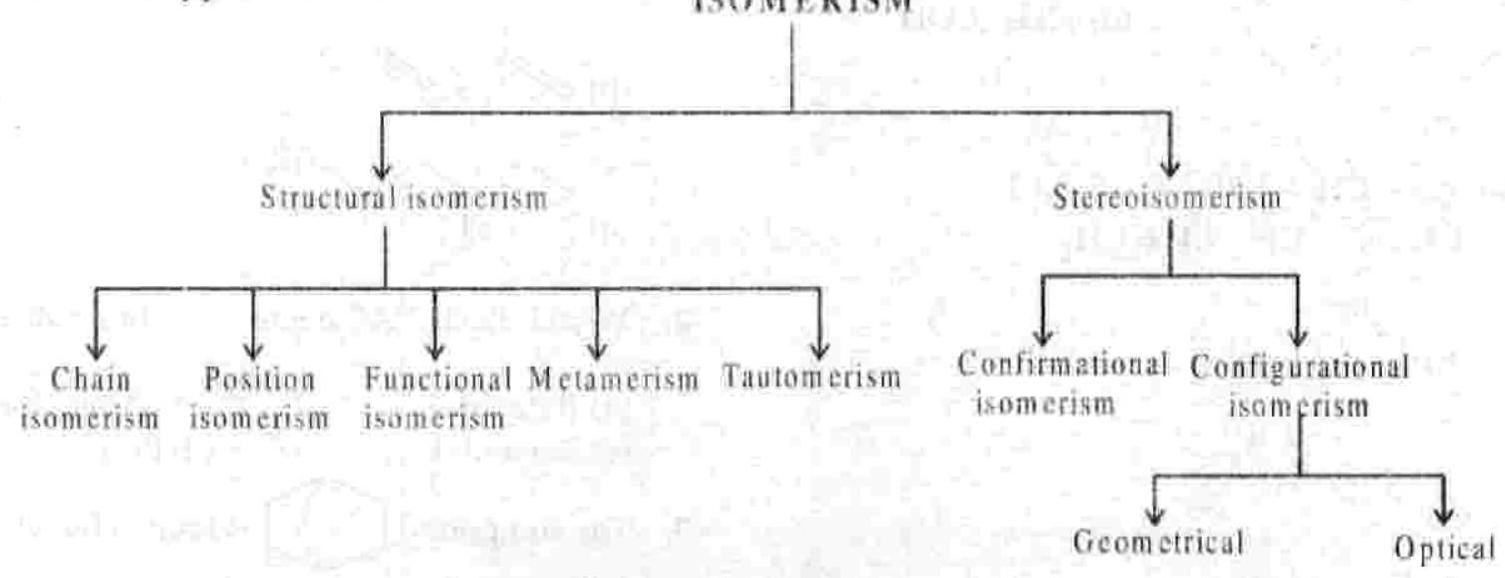 ISOMERISM
Structural isomerism
Stereoisomerism
Chain
isomerism
Position
isomerism
Functional
isomerism
Metamerism
Tautomerism
Confirmational
isomerism
Configurational
isomerism
Geometrical
Optical